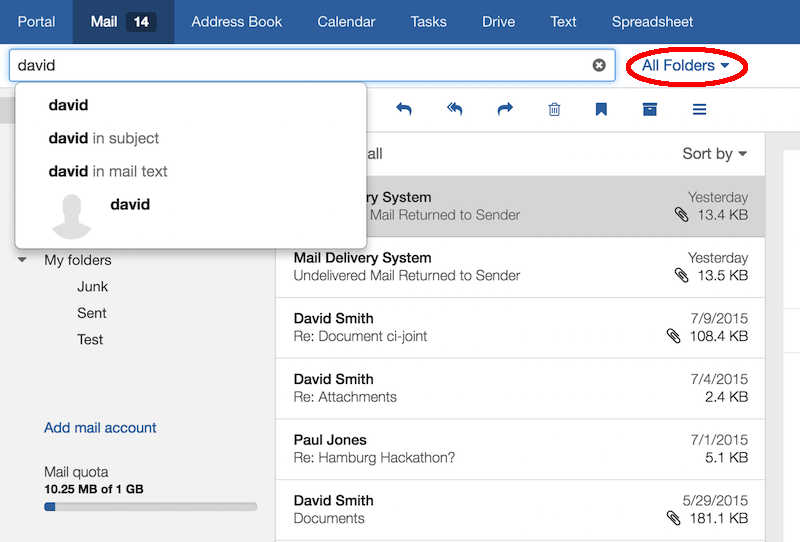 Portal Mail 14 Address Book Calendar Tasks Drive Text Spreadsheet
david All Folders
david
david in subject
david in mail text
david
all Sort by
ry System Yesterday
Mail Returned to Sender 13.4 KB
Mail Delivery System Yesterday
Undelivered Mail Returned to Sender 13.5 KB
David Smith 7/9/2015
Re: Document ci-joint 108.4 KB
David Smith 7/4/2015
Re: Attachments 2.4 KB
Paul Jones 7/1/2015
Re: Hamburg Hackathon? 5.1 KB
David Smith 5/29/2015
Documents 181.1 KB
My folders
Junk
Sent
Test
Add mail account
Mail quota
10.25 MB of 1 GB